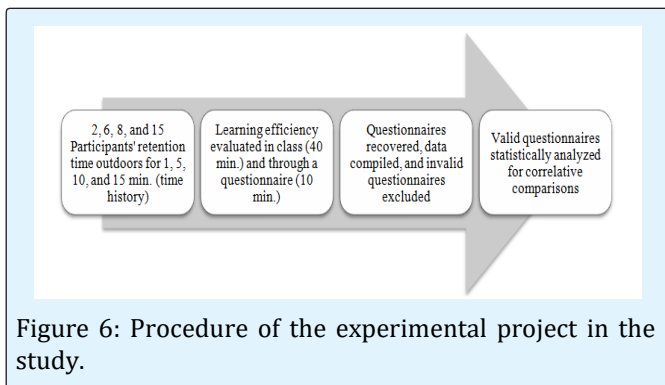 2, 6, 8, and 15
Participants' retention
time outdoors for 1, 5,
10, and 15 min. (time
history)
Learning efficiency
evaluated in class (40
min.) and through a
questionnaire (10
min.)
Questionnaires
recovered, data
compiled, and invalid
questionnaires
excluded
Valid questionnaires
statistically analyzed
for correlative
comparisons
Figure 6: Procedure of the experimental project in the
study.